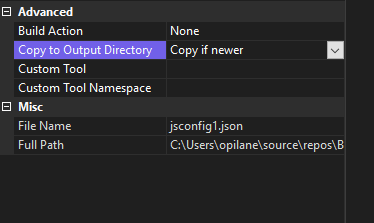 Advanced
Build Action None
Copy to Output Directory Copy if newer
Custom Tool
Custom Tool Namespace
Misc
File Name jsconfig1.json
Full Path C:\Users\opilane\source\repos\B